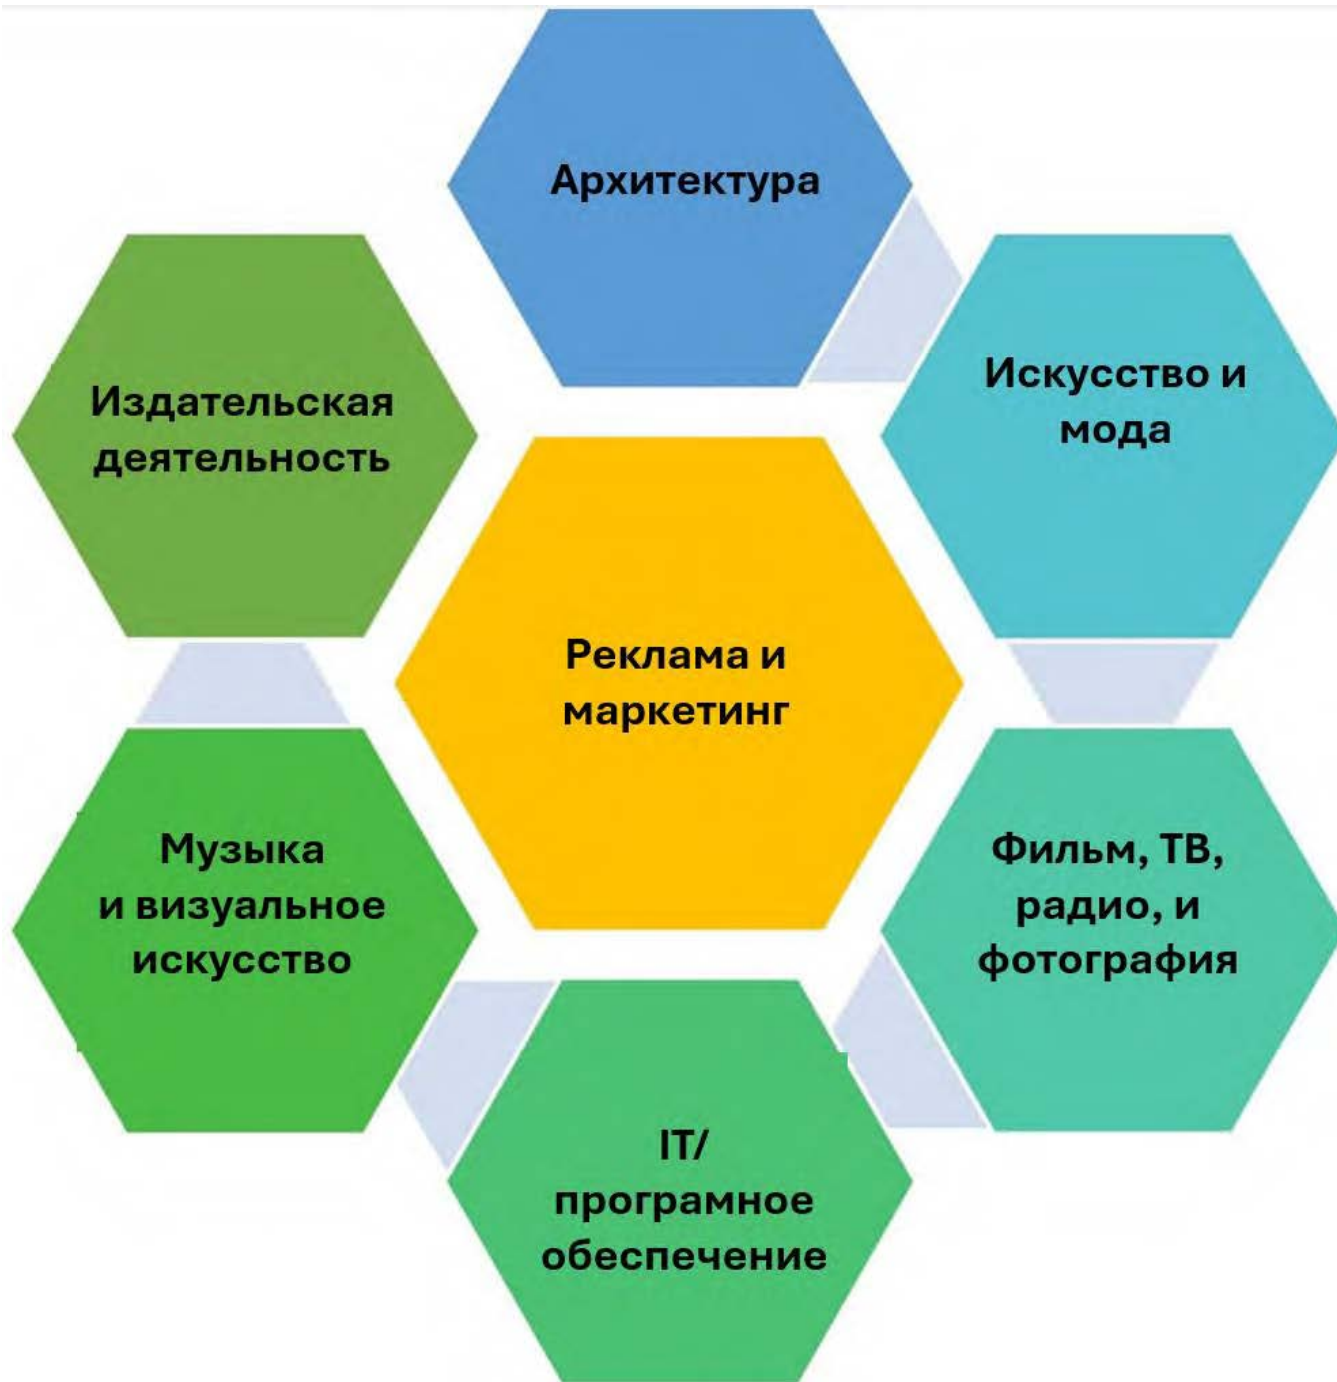 Архитектура
Искусство и
мода
Издательская
деятельность
Реклама и
маркетинг
Музыка
и визуальное
искусство
Фильм, ТВ,
радио, и
фотография
IT/
програмное
обеспечение